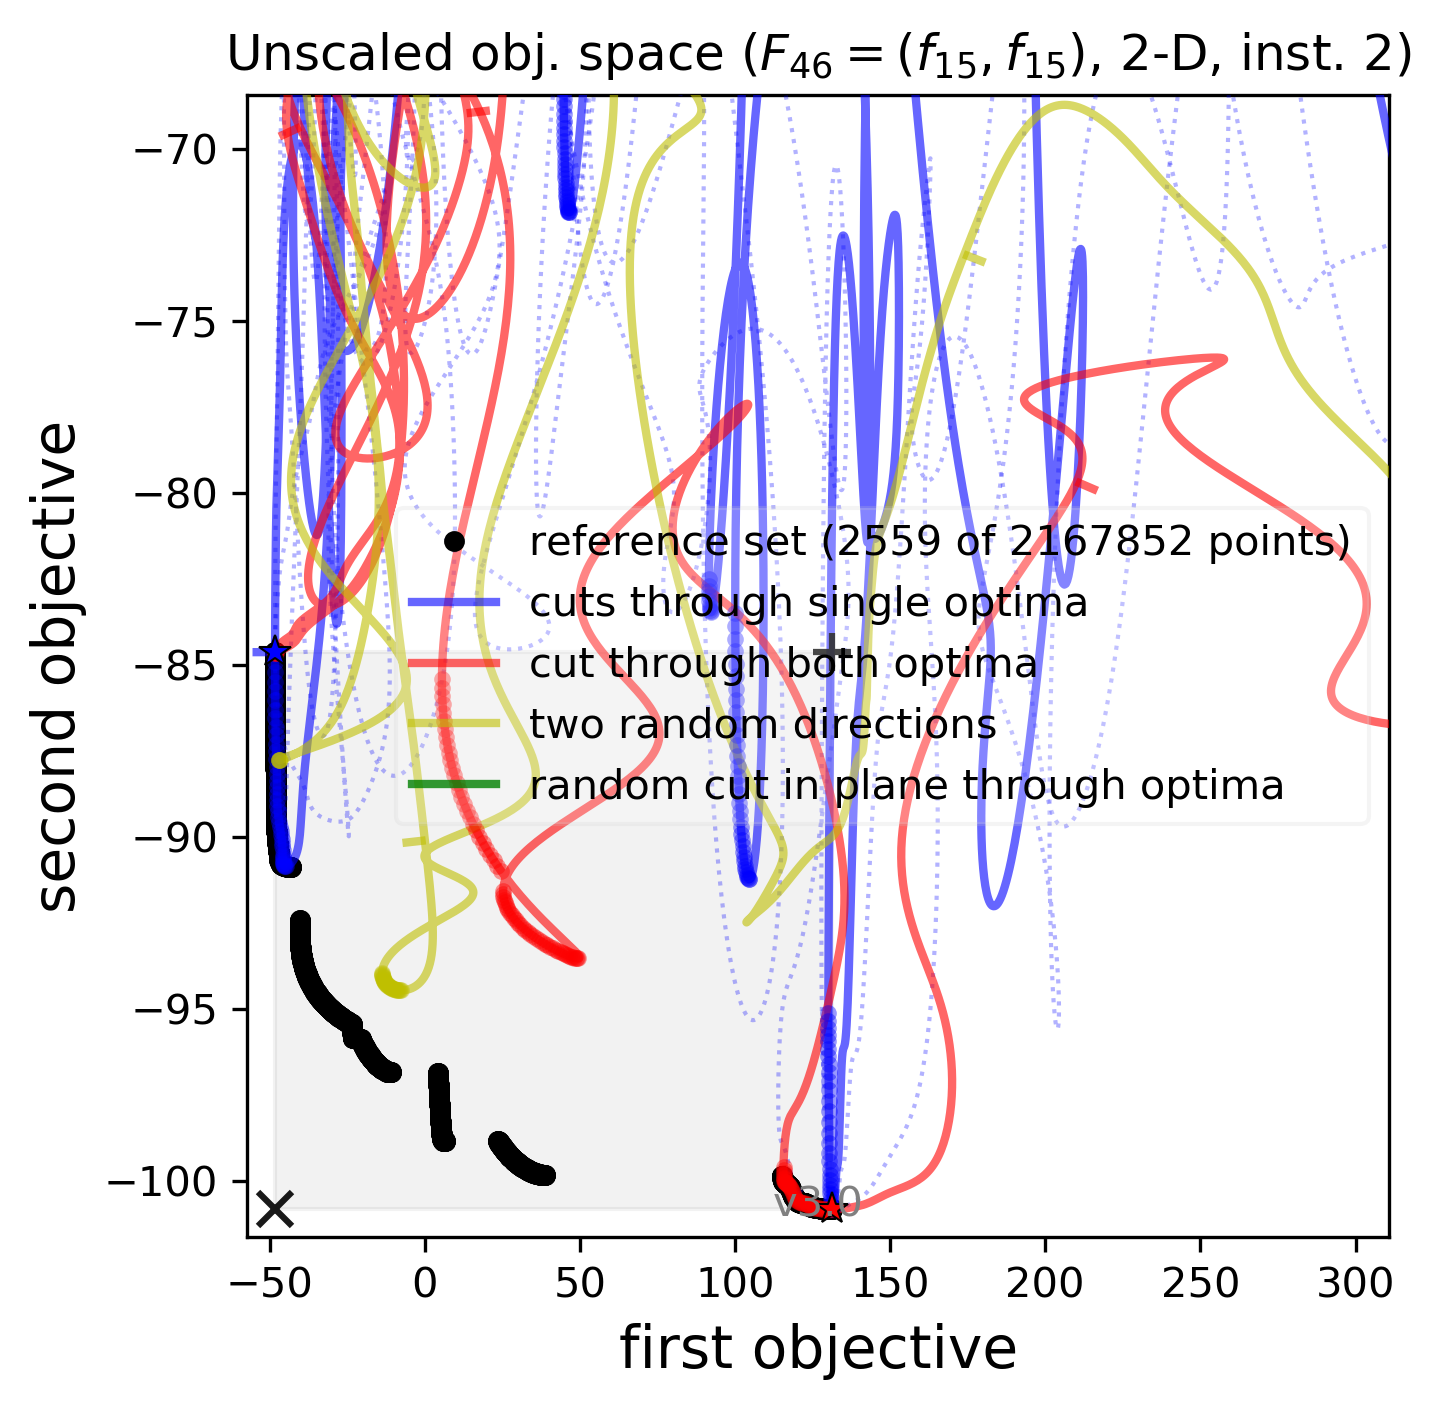 Unscaled obj. space ($F_{46} = (f_{15}, f_{15})$, 2-D, inst. 2)
−70
−75
−80
−85
−90
−95
−100
second objective
reference set (2559 of 2167852 points)
cuts through single optima
cut through both optima
two random directions
random cut in plane through optima
v3.0
−50 0 50 100 150 200 250 300
first objective